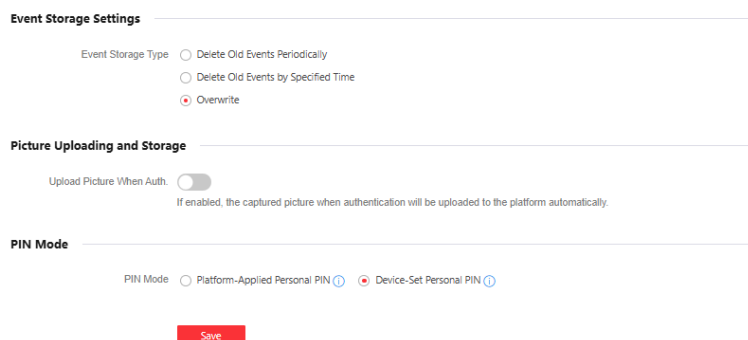 Event Storage Settings
Event Storage Type Delete Old Events Periodically
Delete Old Events by Specified Time
Overwrite
Picture Uploading and Storage
Upload Picture When Auth.
If enabled, the captured picture when authentication will be uploaded to the platform automatically.
PIN Mode
PIN Mode Platform-Applied Personal PIN Device-Set Personal PIN
Save